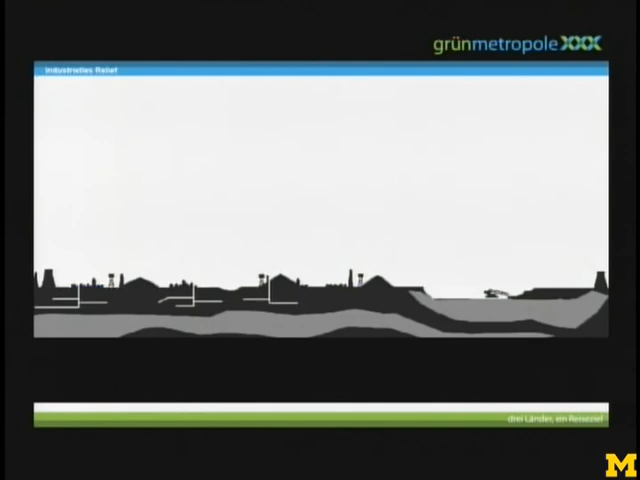 grünmetropole
Industrielles Relief
drei Länder, ein Reiseziel
M